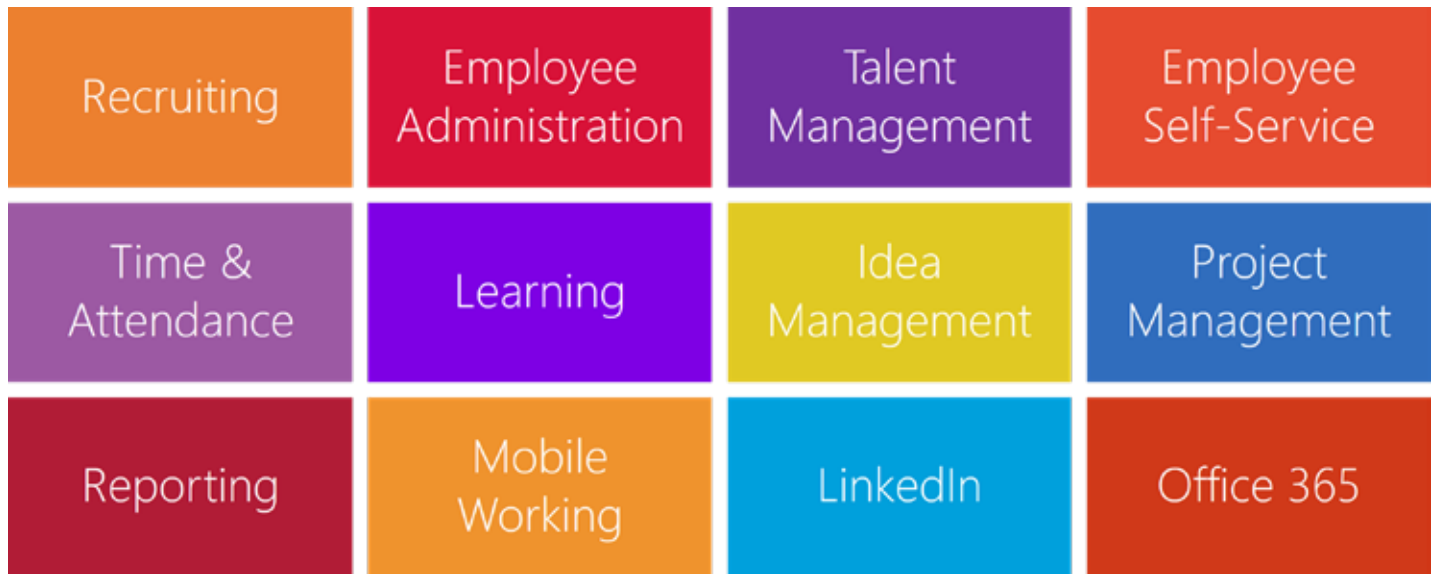 Recruiting
Employee
Administration
Talent
Management
Employee
Self-Service
Time &
Attendance
Learning
Idea
Management
Project
Management
Reporting
Mobile
Working
LinkedIn
Office 365